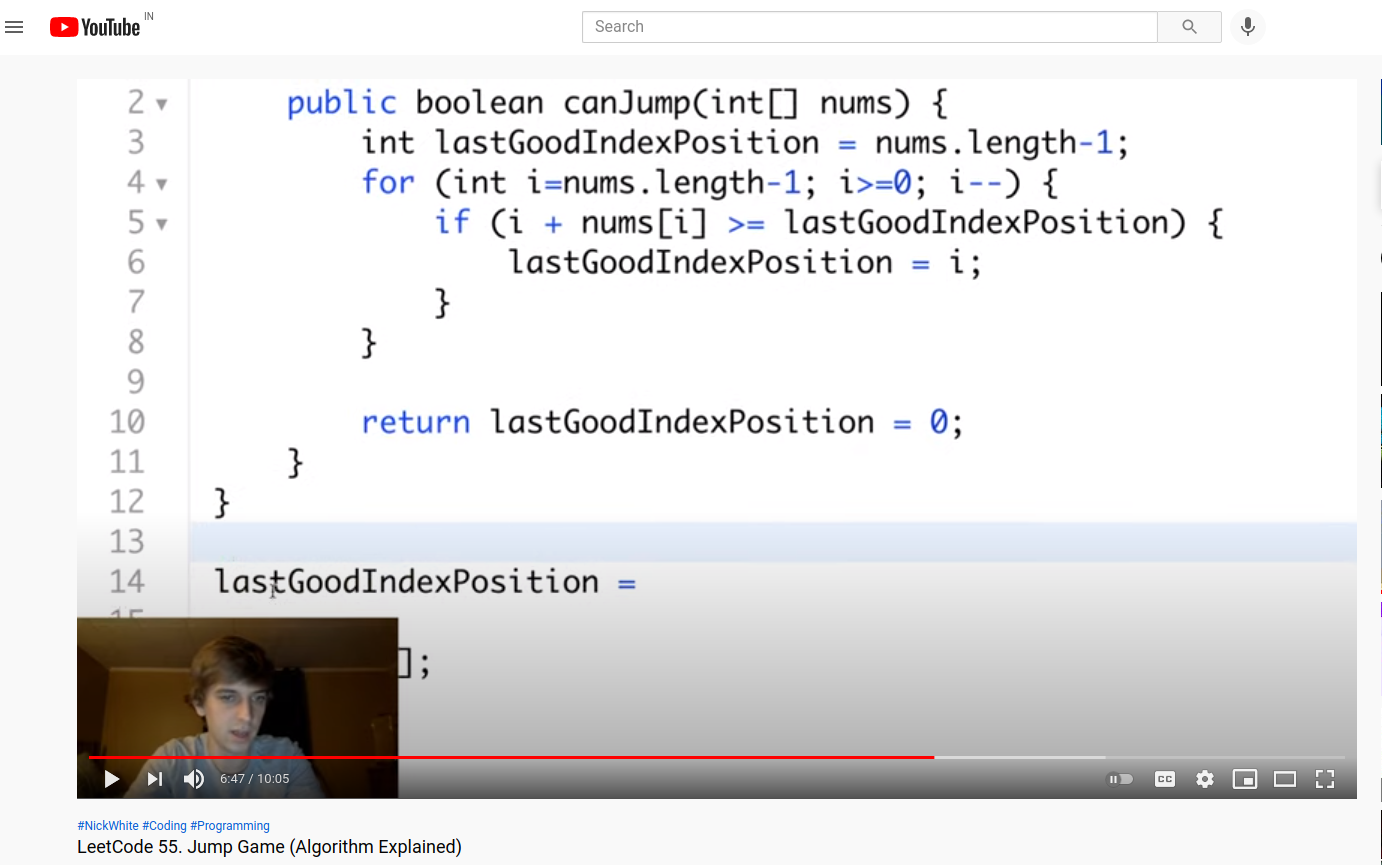 YouTube IN
Search
2 public boolean canJump(int[] nums) {
3 int lastGoodIndexPosition = nums.length-1;
4 for (int i=nums.length-1; i>=0; i--) {
5 if (i + nums[i] >= lastGoodIndexPosition) {
6 lastGoodIndexPosition = i;
7 }
8 }
9
10 return lastGoodIndexPosition = 0;
11 }
12 }
13
14 lastGoodIndexPosition =
];
6:47 / 10:05
CC
#NickWhite #Coding #Programming
LeetCode 55. Jump Game (Algorithm Explained)